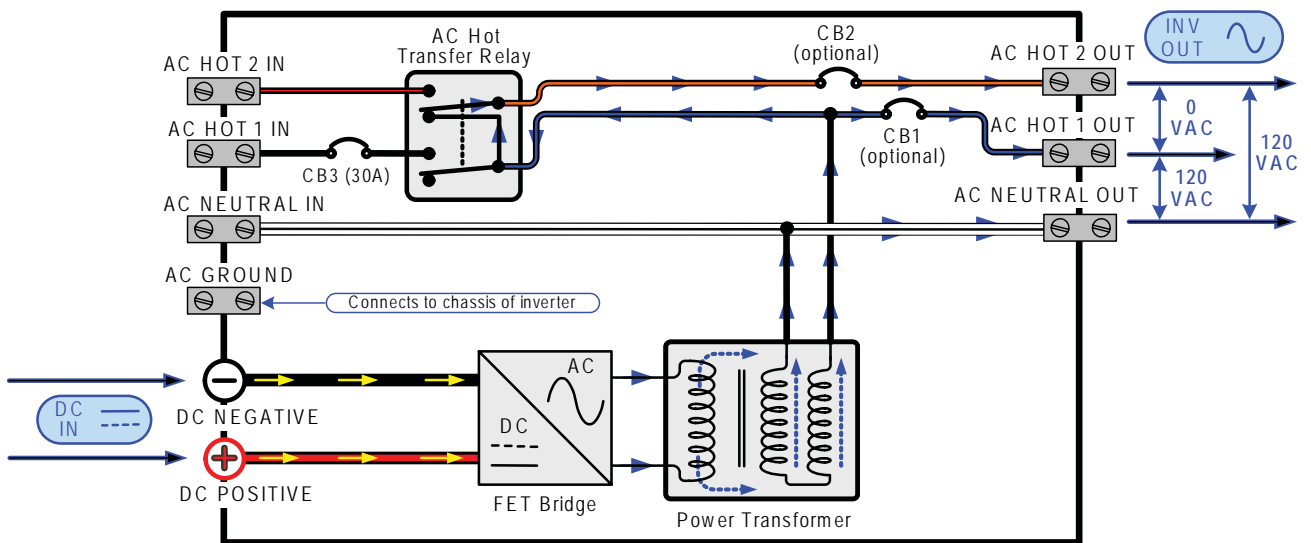 AC Hot
Transfer Relay
CB2
(optional)
INV
OUT
AC HOT 2 IN
AC HOT 2 OUT
AC HOT 1 IN
CB3 (30A)
CB1
(optional)
AC HOT 1 OUT
0
VAC
120
VAC
120
VAC
AC NEUTRAL IN
AC NEUTRAL OUT
AC GROUND
Connects to chassis of inverter
DC
IN
DC NEGATIVE
DC POSITIVE
AC
DC
FET Bridge
Power Transformer